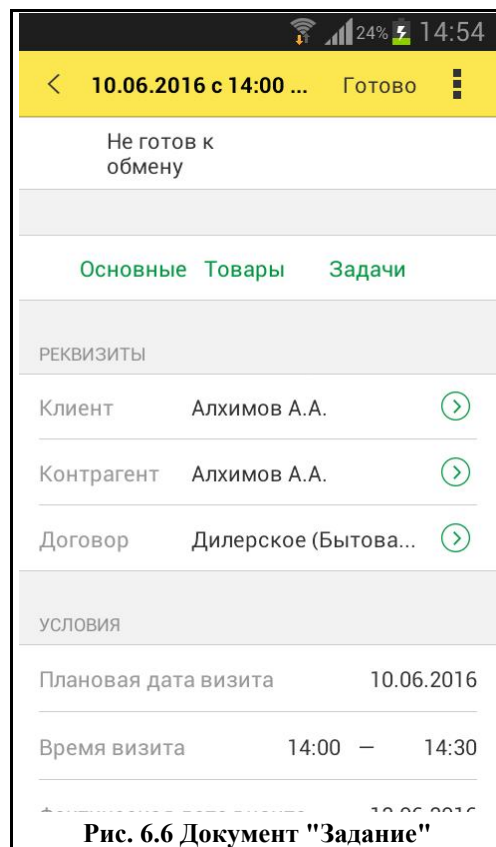 24% 14:54
10.06.2016 с 14:00 ... Готово
Не готов к
обмену
Основные Товары Задачи
РЕКВИЗИТЫ
Клиент Алхимов А.А.
Контрагент Алхимов А.А.
Договор Дилерское (Бытова...
УСЛОВИЯ
Плановая дата визита 10.06.2016
Время визита 14:00 — 14:30
Рис. 6.6 Документ "Задание"